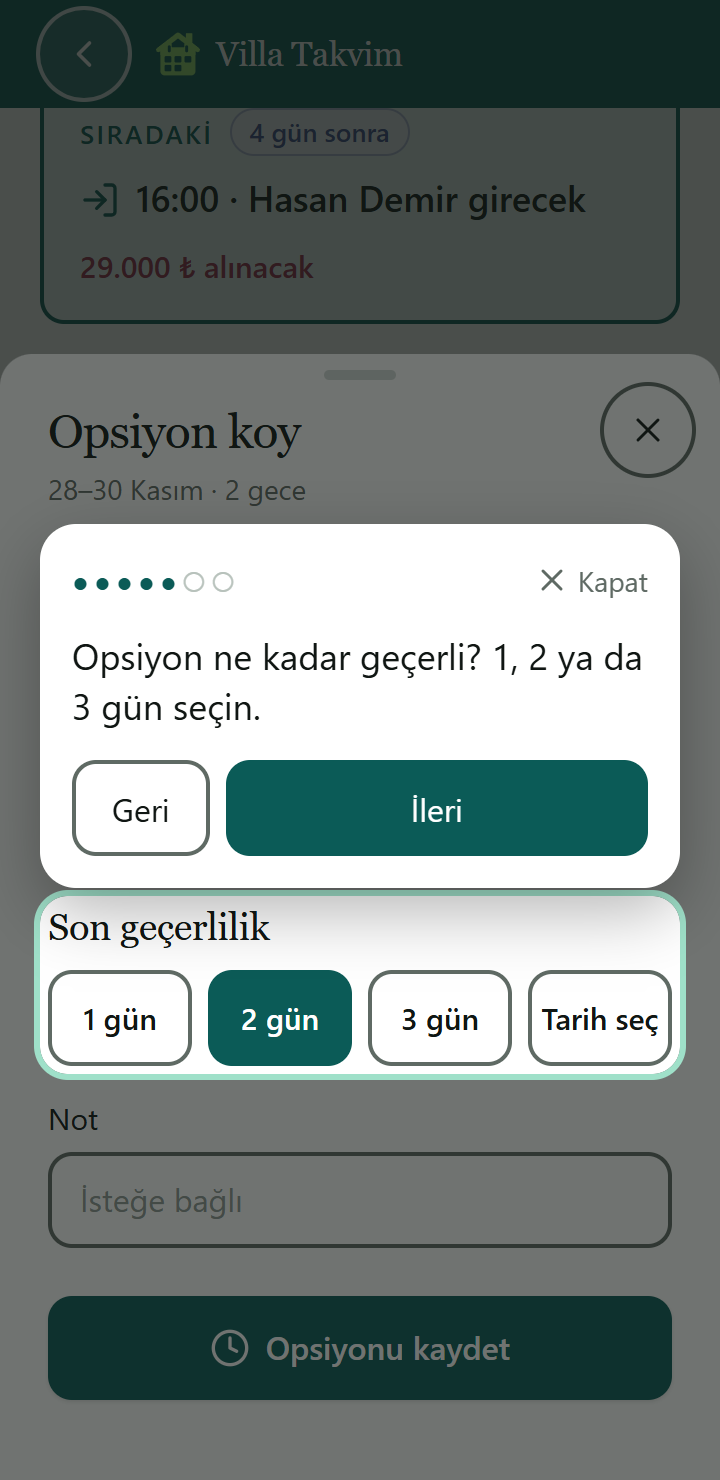 Villa Takvim
SIRADAKİ
4 gün sonra
16:00 · Hasan Demir girecek
29.000 ₺ alınacak
Opsiyon koy
28–30 Kasım · 2 gece
Kapat
Opsiyon ne kadar geçerli? 1, 2 ya da
3 gün seçin.
Geri
İleri
Son geçerlilik
1 gün
2 gün
3 gün
Tarih seç
Not
İsteğe bağlı
Opsiyonu kaydet